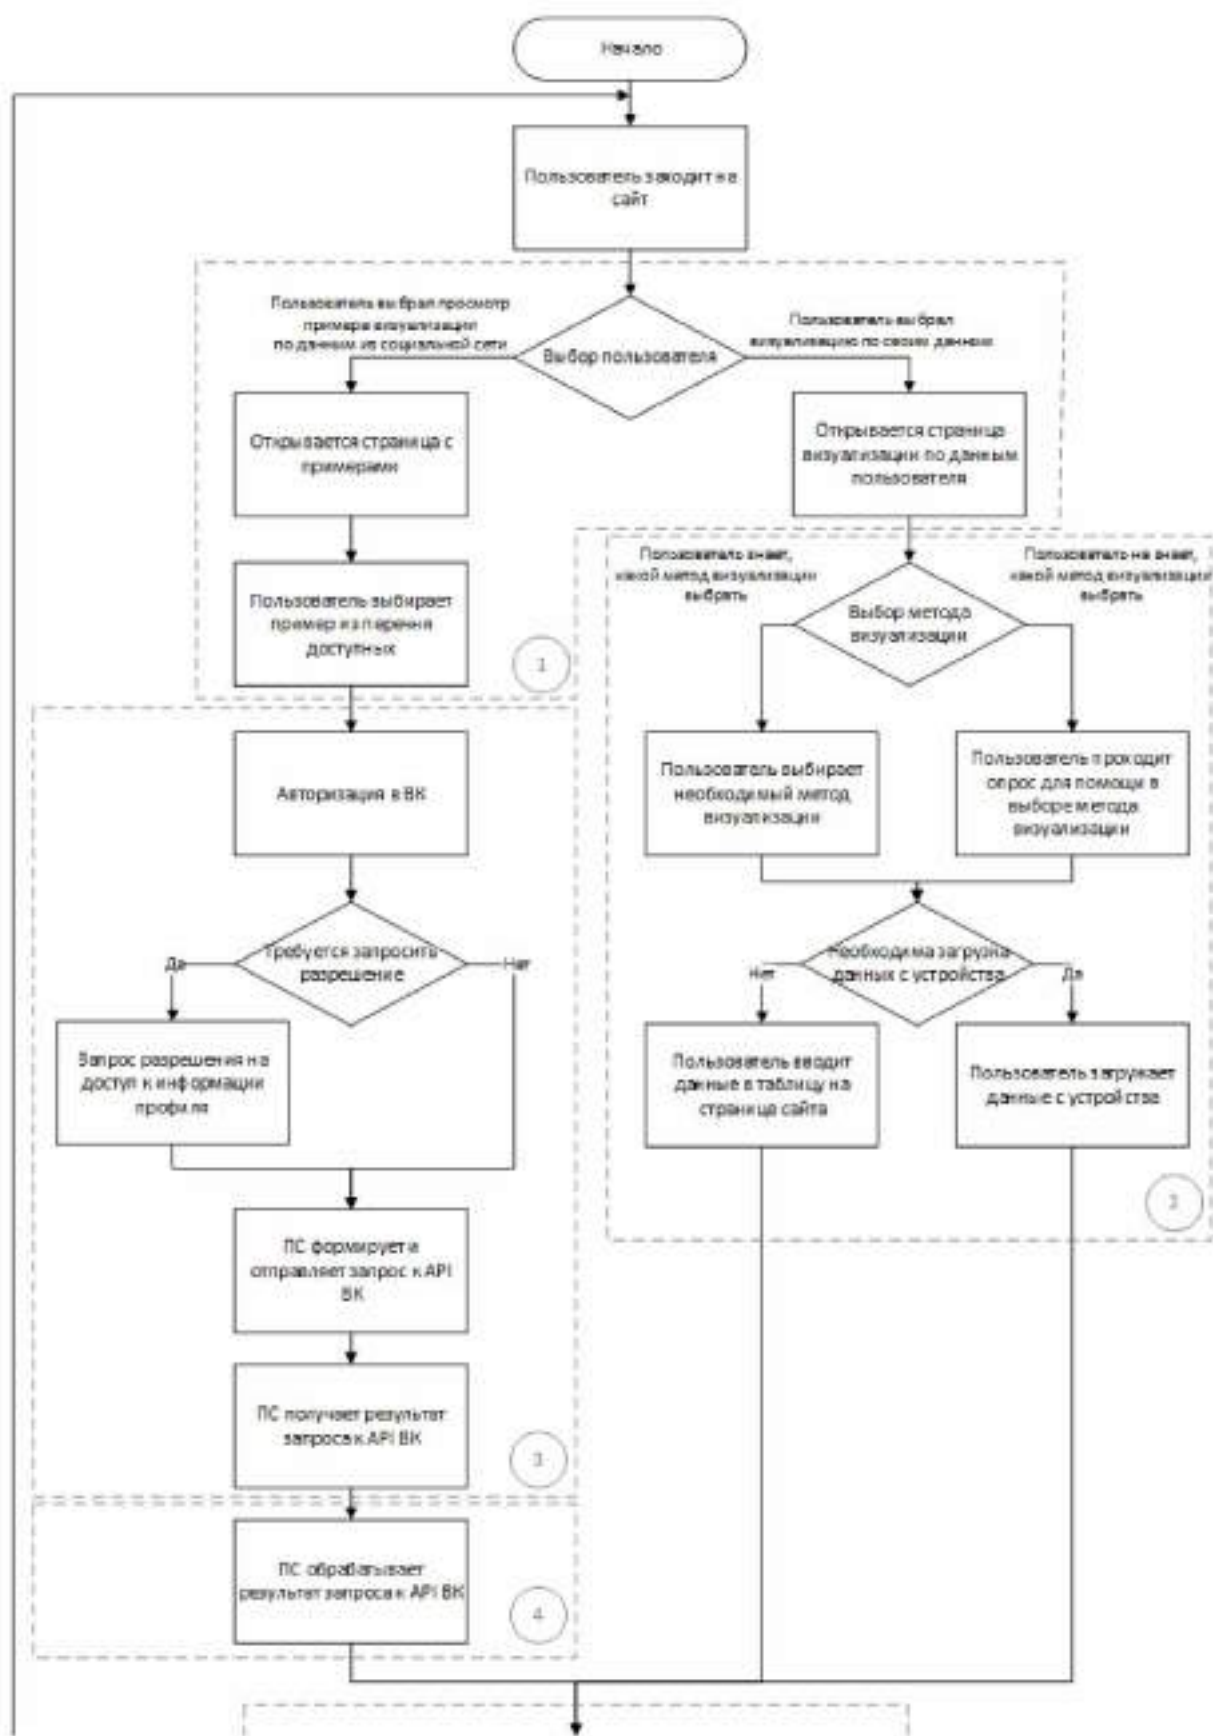 Начало
Пользователь заходит на
сайт
Пользователь выбрал просмотр
примера визуализации
по данным из социальной сети
Пользователь выбрал
визуализацию по своим данным
Выбор пользователя
Открывается страница с
примерами
Открывается страница
визуализации по данным
пользователя
Пользователь знает,
какой метод визуализации
выбрать
Пользователь не знает,
какой метод визуализации
выбрать
Выбор метода
визуализации
Пользователь выбирает
пример из перечня
доступных
1
Авторизация в ВК
Пользователь выбирает
необходимый метод
визуализации
Пользователь проходит
опрос для помощи в
выборе метода
визуализации
Требуется запросить
разрешение
Да
Нет
Необходима загрузка
данных с устройства
Нет
Да
Запрос разрешения на
доступ к информации
профиля
Пользователь вводит
данные в таблицу на
странице сайта
Пользователь загружает
данные с устройства
2
ПС формирует и
отправляет запрос к API
ВК
ПС получает результат
запроса к API ВК
3
ПС обрабатывает
результат запроса к API ВК
4